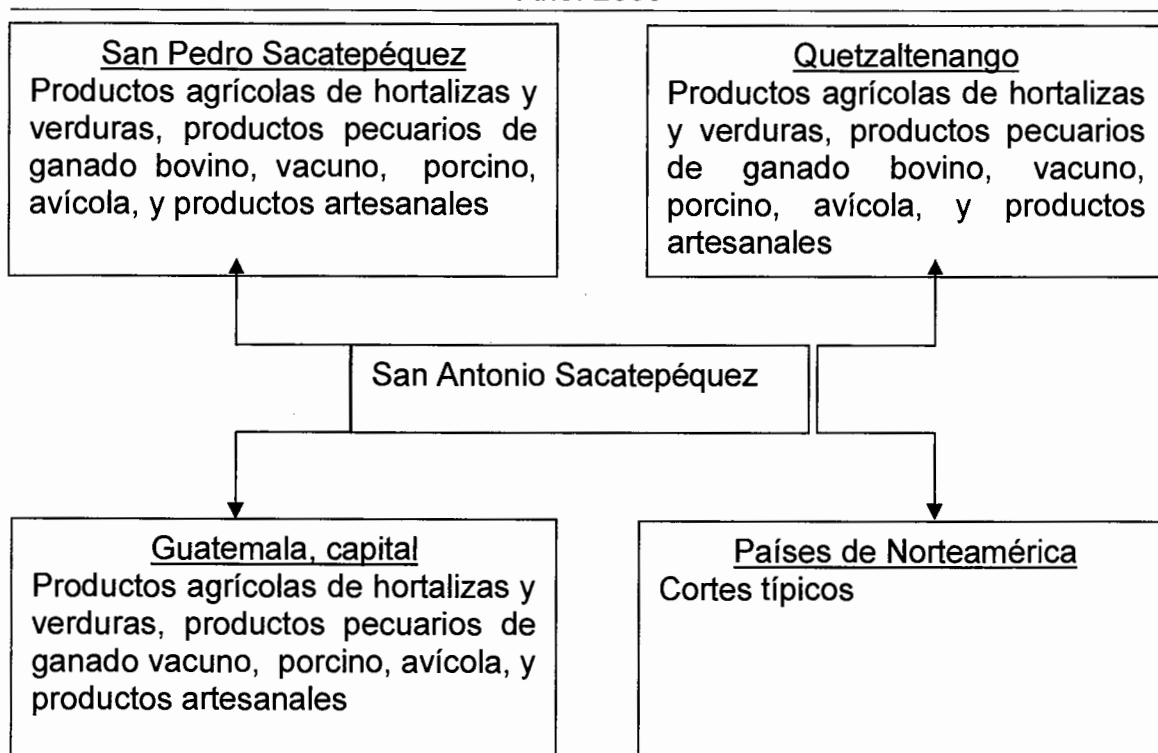 San Pedro Sacatepéquez
Productos agrícolas de hortalizas y
verduras, productos pecuarios de
ganado bovino, vacuno, porcino,
avícola, y productos artesanales
Quetzaltenango
Productos agrícolas de hortalizas
y verduras, productos pecuarios
de ganado bovino, vacuno,
porcino, avícola, y productos
artesanales
San Antonio Sacatepéquez
Guatemala, capital
Productos agrícolas de hortalizas y
verduras, productos pecuarios de
ganado vacuno, porcino, avícola, y
productos artesanales
Países de Norteamérica
Cortes típicos